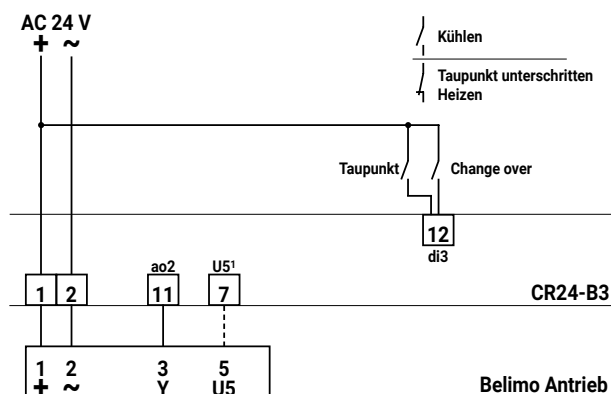 AC 24 V
+ ~
Kühlen
Taupunkt unterschritten
Heizen
Taupunkt
Change over
12
di3
ao2
U5¹
1 2 11 7
CR24-B3
1 2 3 5
+ ~ Y U5
Belimo Antrieb